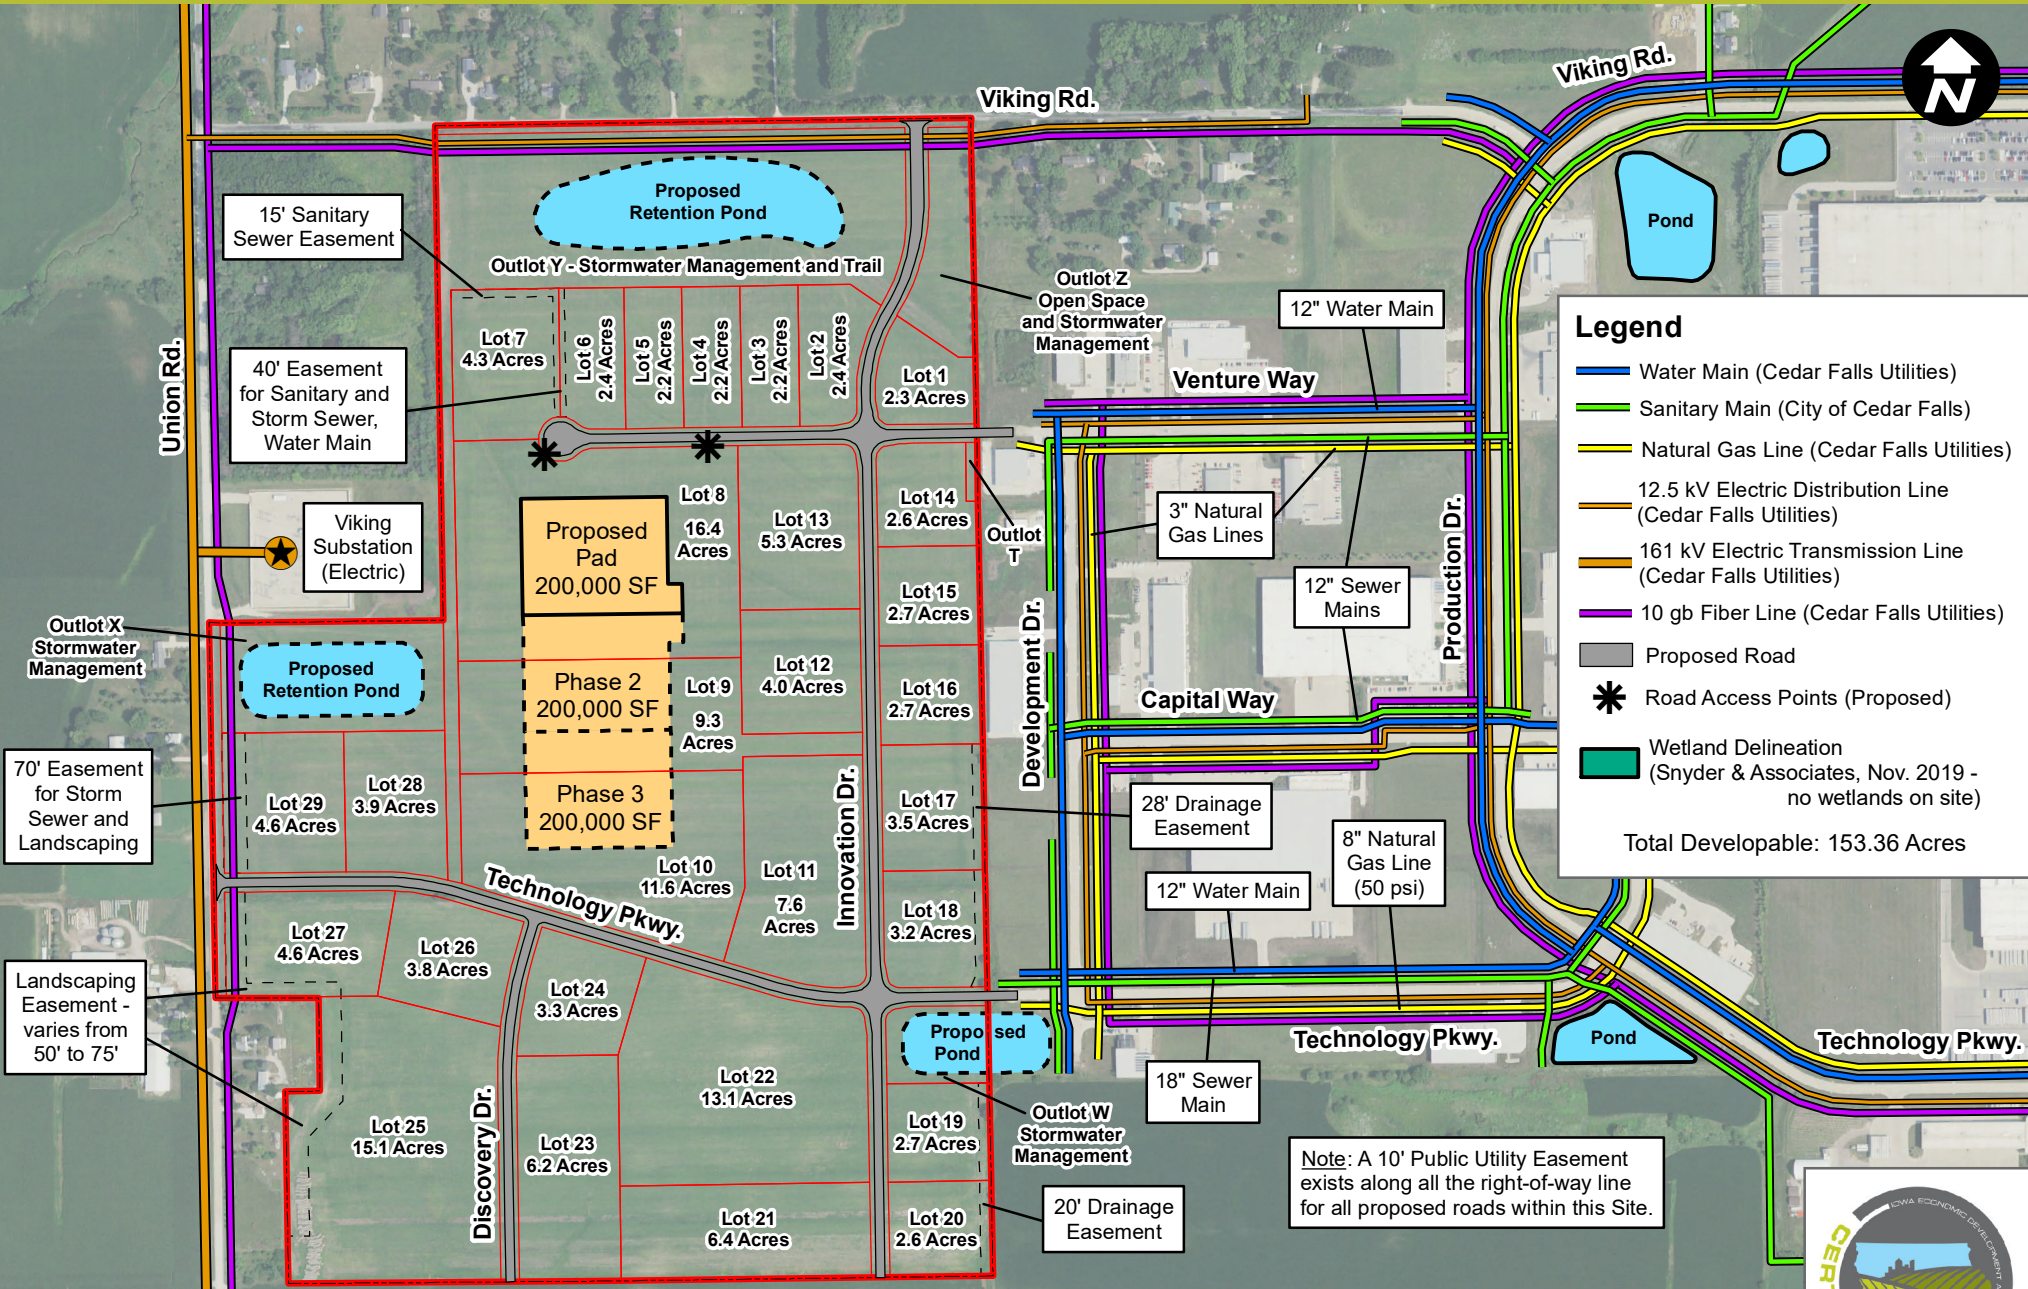 Viking Rd.
Viking Rd.
N
Proposed
Retention Pond
15' Sanitary
Sewer Easement
Outlot Y - Stormwater Management and Trail
Pond
Outlot Z
Open Space
and Stormwater
Management
12" Water Main
Legend
Water Main (Cedar Falls Utilities)
Sanitary Main (City of Cedar Falls)
Natural Gas Line (Cedar Falls Utilities)
12.5 kV Electric Distribution Line
(Cedar Falls Utilities)
161 kV Electric Transmission Line
(Cedar Falls Utilities)
10 gb Fiber Line (Cedar Falls Utilities)
Proposed Road
Road Access Points (Proposed)
Wetland Delineation
(Snyder & Associates, Nov. 2019 -
no wetlands on site)
Total Developable: 153.36 Acres
Union Rd.
40' Easement
for Sanitary and
Storm Sewer,
Water Main
Lot 7
4.3 Acres
Lot 6
2.4 Acres
Lot 5
2.2 Acres
Lot 4
2.2 Acres
Lot 3
2.2 Acres
Lot 2
2.4 Acres
Lot 1
2.3 Acres
Venture Way
Viking
Substation
(Electric)
Proposed
Pad
200,000 SF
Lot 8
16.4
Acres
Lot 13
5.3 Acres
Lot 14
2.6 Acres
Outlot
T
3" Natural
Gas Lines
12" Sewer
Mains
Production Dr.
Lot 15
2.7 Acres
Development Dr.
Outlot X
Stormwater
Management
Proposed
Retention Pond
Phase 2
200,000 SF
Lot 9
9.3
Acres
Lot 12
4.0 Acres
Lot 16
2.7 Acres
Capital Way
70' Easement
for Storm
Sewer and
Landscaping
Lot 29
4.6 Acres
Lot 28
3.9 Acres
Phase 3
200,000 SF
Lot 10
11.6 Acres
Lot 11
7.6
Acres
Innovation Dr.
Lot 17
3.5 Acres
28' Drainage
Easement
8" Natural
Gas Line
(50 psi)
12" Water Main
Technology Pkwy.
Lot 18
3.2 Acres
Lot 27
4.6 Acres
Lot 26
3.8 Acres
Lot 24
3.3 Acres
Landscaping
Easement -
varies from
50' to 75'
Proposed
Pond
Technology Pkwy.
Pond
Technology Pkwy.
18" Sewer
Main
Lot 22
13.1 Acres
Outlot W
Stormwater
Management
Lot 19
2.7 Acres
Lot 25
15.1 Acres
Discovery Dr.
Lot 23
6.2 Acres
Note: A 10' Public Utility Easement
exists along all the right-of-way line
for all proposed roads within this Site.
Lot 21
6.4 Acres
Lot 20
2.6 Acres
20' Drainage
Easement
IOWA ECONOMIC DEVELOPMENT A
CER